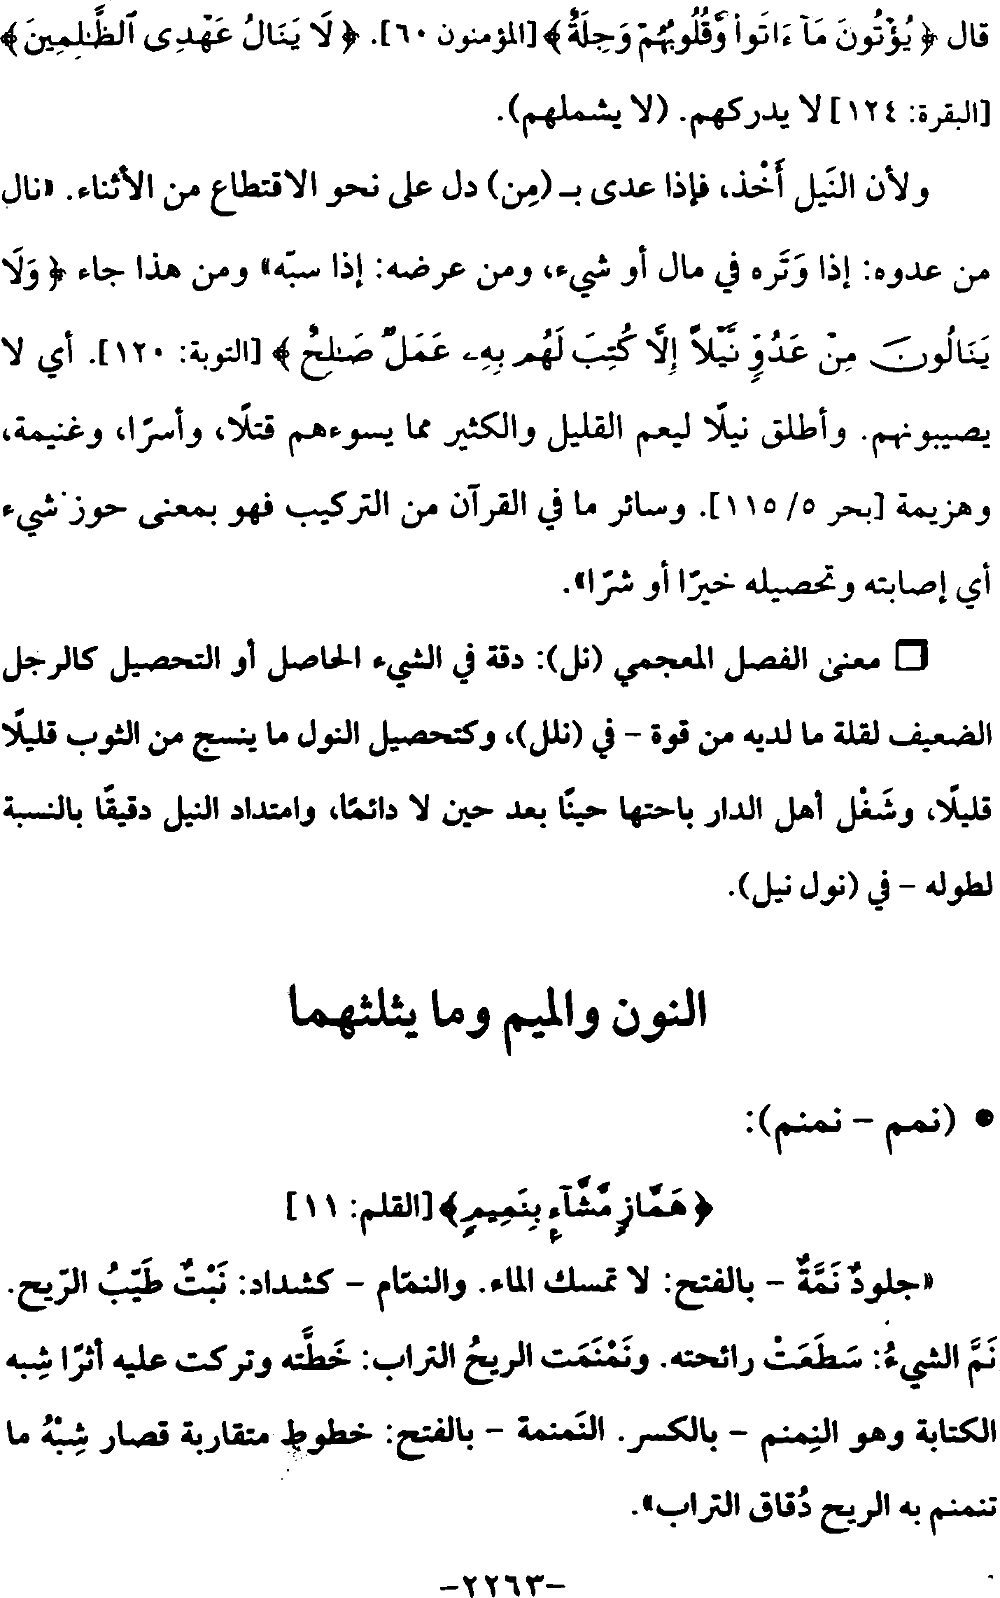 قال ﴿ يُؤْتُونَ مَآ ءَاتَوا۟ وَّقُلُوبُهُمْ وَجِلَةٌ ﴾ [المؤمنون ٦٠]. ﴿ لَا يَنَالُ عَهْدِى ٱلظَّـٰلِمِينَ ﴾
[البقرة: ١٢٤] لا يدركهم. (لا يشملهم).
ولأن النَيل أَخْذ، فإذا عدى بـ (مِن) دل على نحو الاقتطاع من الأثناء. «نال
من عدوه: إذا وَتَره في مال أو شيء، ومن عرضه: إذا سبّه» ومن هذا جاء ﴿ وَلَا
يَنَالُونَ مِنْ عَدُوٍّ نَّيْلاً إِلَّا كُتِبَ لَهُم بِهِۦ عَمَلٌ صَـٰلِحٌ ﴾ [التوبة: ١٢٠]. أي لا
يصيبونهم. وأطلق نيلًا ليعم القليل والكثير مما يسوءهم قتلًا، وأسرًا، وغنيمة،
وهزيمة [بحر ٥/ ١١٥]. وسائر ما في القرآن من التركيب فهو بمعنى حوز شيء
أي إصابته وتحصيله خيرًا أو شرًا».
❒ معنى الفصل المعجمي (نل): دقة في الشيء الحاصل أو التحصيل كالرجل
الضعيف لقلة ما لديه من قوة – في (نلل)، وكتحصيل النول ما ينسج من الثوب قليلًا
قليلًا، وشَغْل أهل الدار باحتها حينًا بعد حين لا دائمًا، وامتداد النيل دقيقًا بالنسبة
لطوله – في (نول نيل).
النون والميم وما يثلثهما
• (نمم – نمنم):
﴿ هَمَّازٍ مَّشَّآءٍ بِنَمِيمٍ ﴾ [القلم: ١١]
«جلودٌ نَمَّةٌ – بالفتح: لا تمسك الماء. والنمّام – كشداد: نَبْتٌ طَيّبُ الرّيح.
نَمَّ الشيءُ: سَطَعَتْ رائحته. ونَمْنَمَت الريحُ التراب: خَطَّته وتركت عليه أثرًا شِبه
الكتابة وهو النِمنم – بالكسر. النَمنمة – بالفتح: خطوط متقاربة قصار شِبْهُ ما
تنمنم به الريح دُقاق التراب».
-٢٢٦٣-